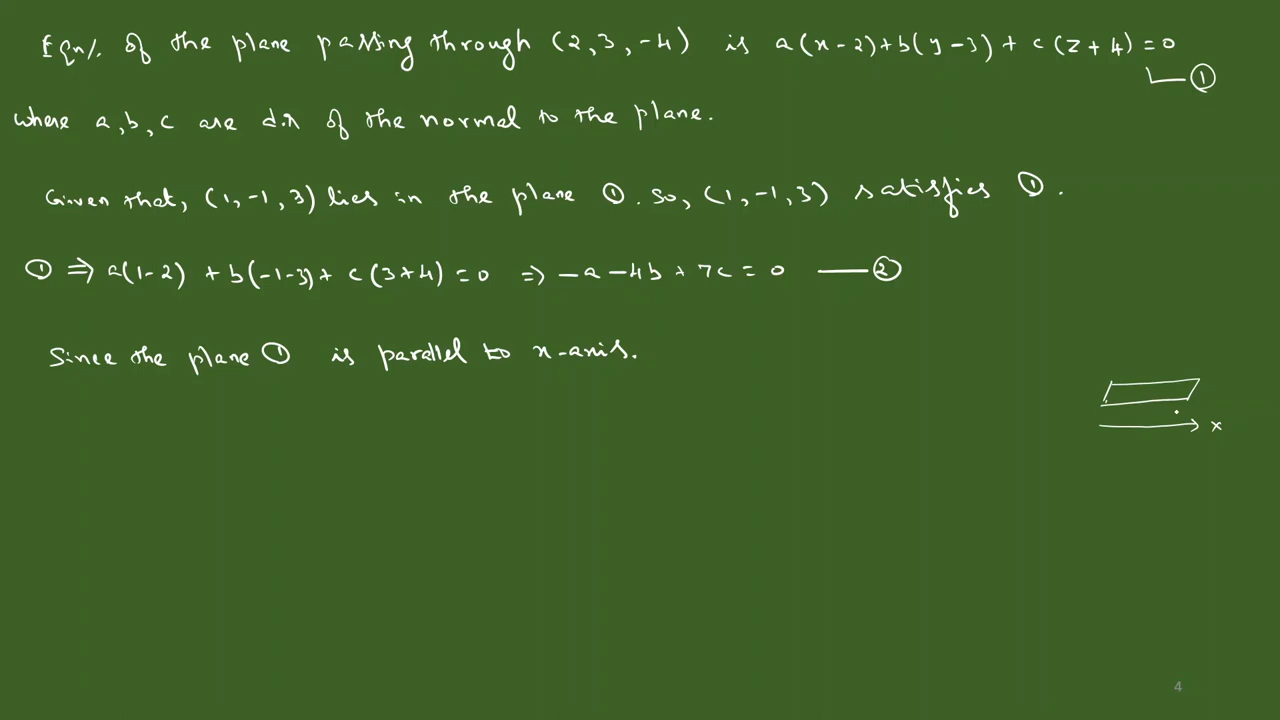 Eqn/. of the plane passing through (2,3,-4) is a(x-2)+b(y-3)+c(z+4)=0
①
where a,b,c are d.r of the normal to the plane.
Given that, (1,-1,3) lies in the plane ①. So, (1,-1,3) satisfies ①.
① ⇒ a(1-2) + b(-1-3)+ c(3+4)=0 ⇒ -a-4b+7c=0 —②
Since the plane ① is parallel to x-axis.
x
4